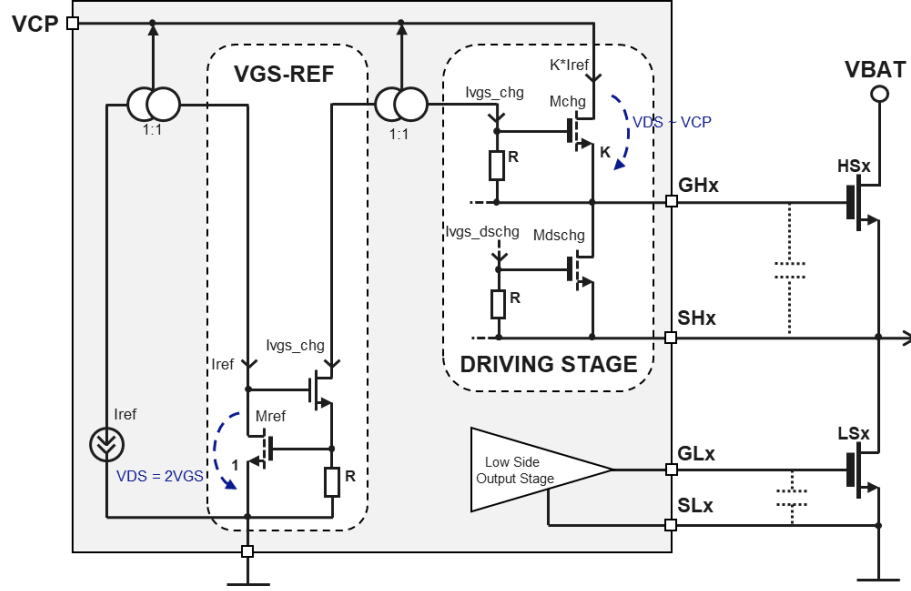 VCP
K*Iref
VGS-REF
Ivgs_chg
Mchg
VBAT
1:1
1:1
VDS ~ VCP
R
K
HSx
GHx
Ivgs_dschg
Mdschg
R
SHx
Ivgs_chg
Iref
DRIVING STAGE
Iref
Mref
LSx
GLx
Low Side
Output Stage
VDS = 2VGS
1
R
SLx